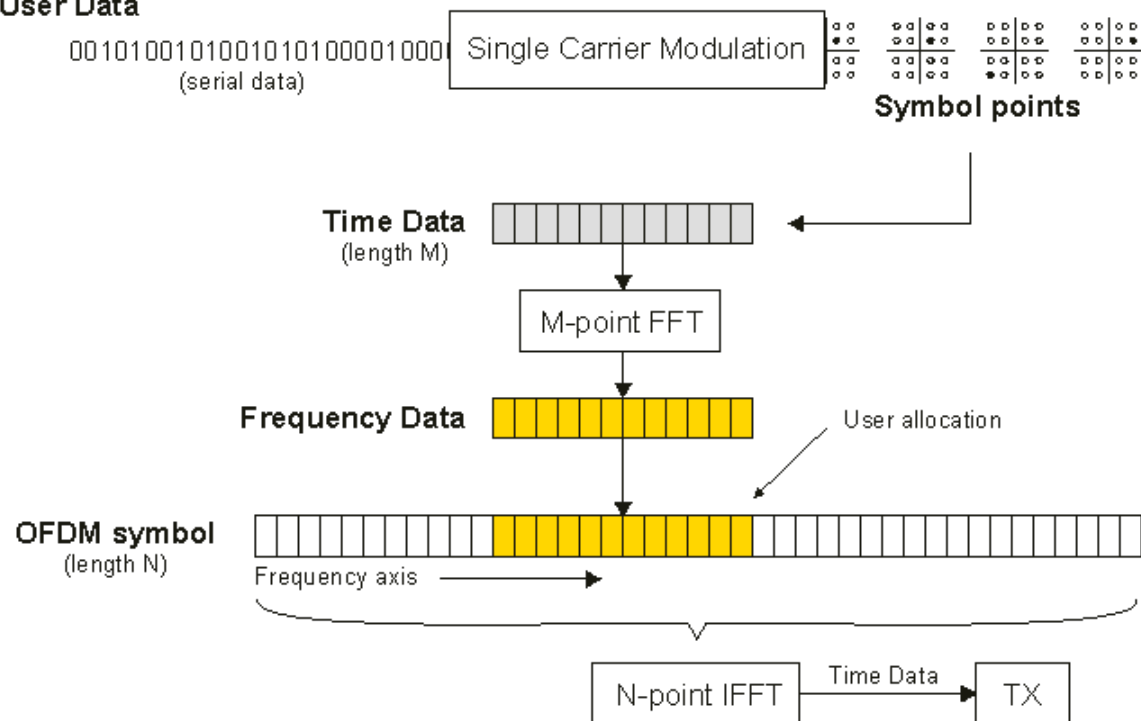 User Data
00101001010010101000010001
(serial data)
Single Carrier Modulation
Symbol points
Time Data
(length M)
M-point FFT
Frequency Data
User allocation
OFDM symbol
(length N)
Frequency axis
N-point IFFT
Time Data
TX